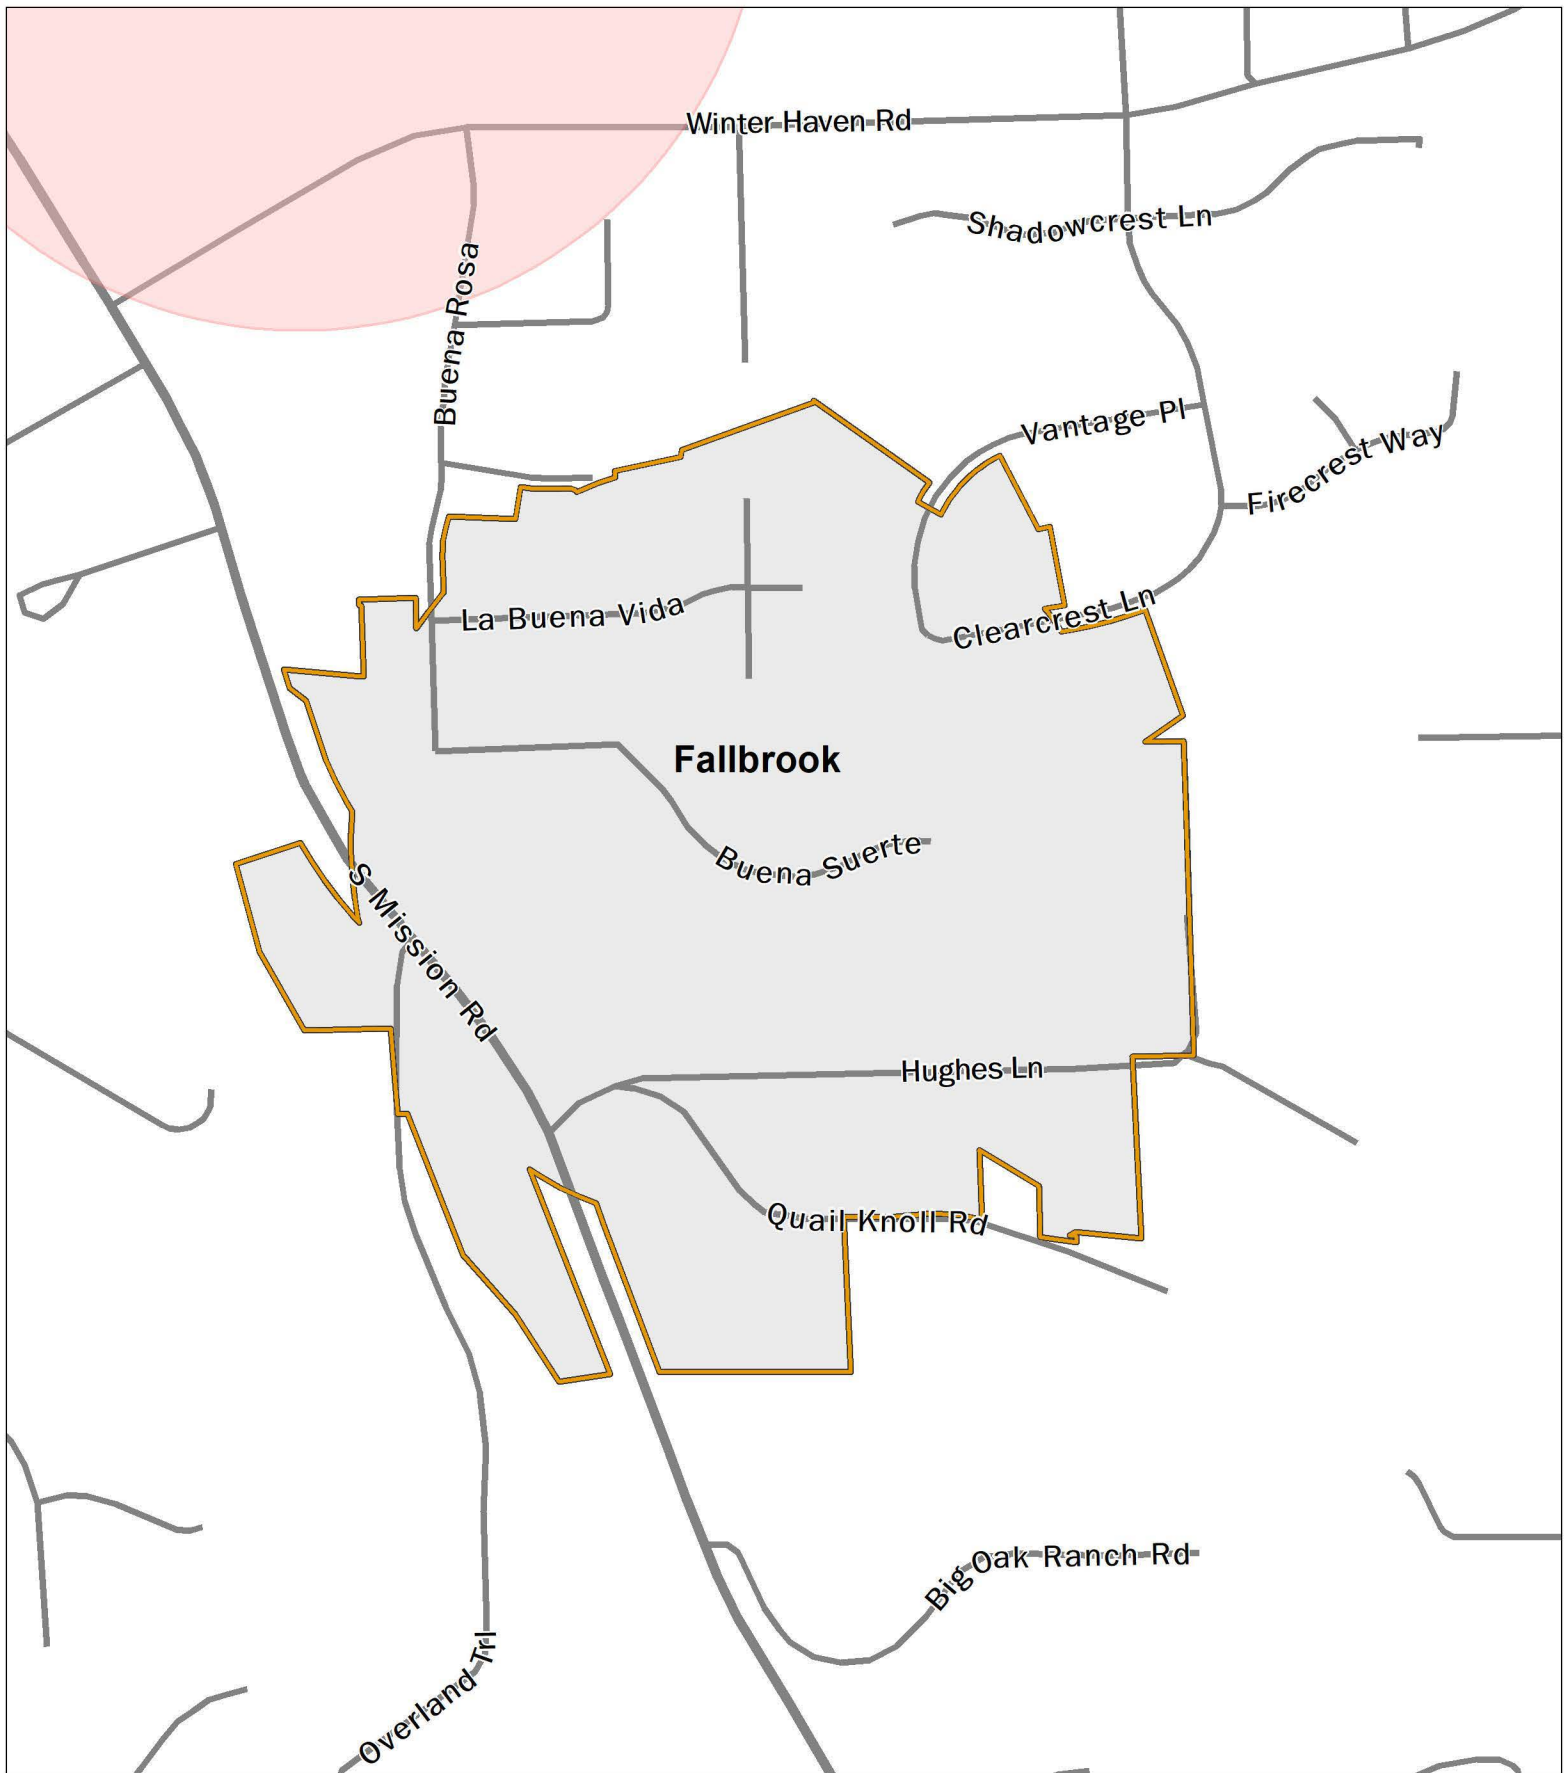 Winter Haven Rd
Shadowcrest Ln
Buena Rosa
Vantage Pl
Firecrest Way
La Buena Vida
Clearcrest Ln
Fallbrook
Buena Suerte
S Mission Rd
Hughes Ln
Quail Knoll Rd
Big Oak Ranch Rd
Overland Trl